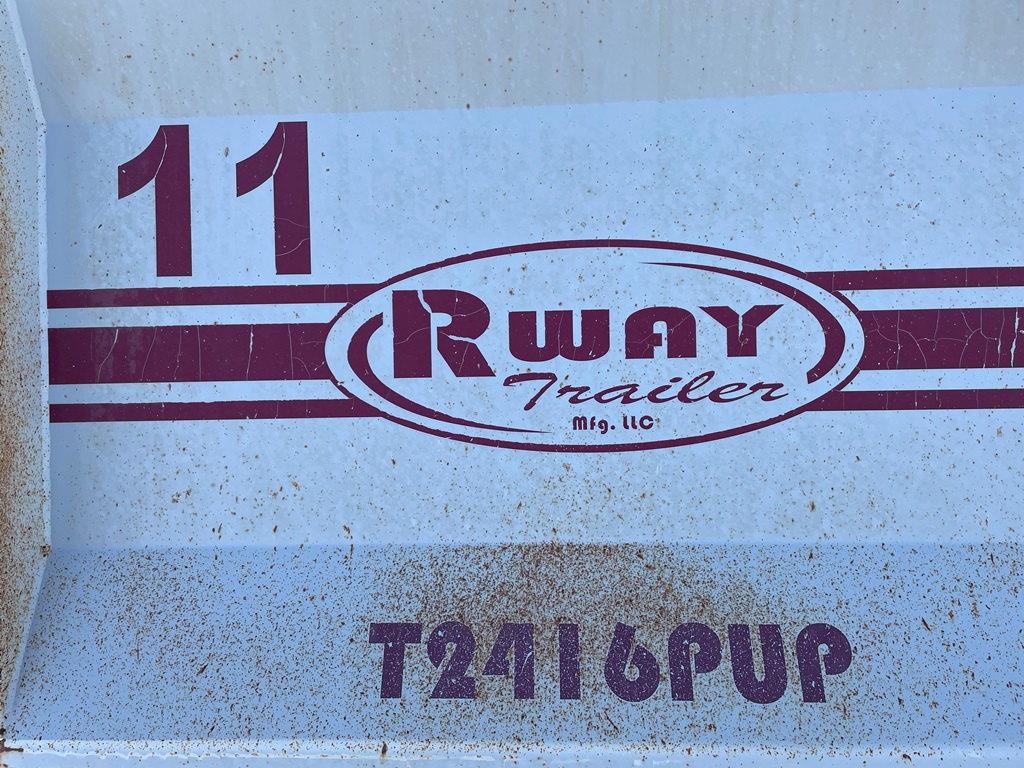 11
RWAY
Trailer
Mfg. LLC
T2416PUP